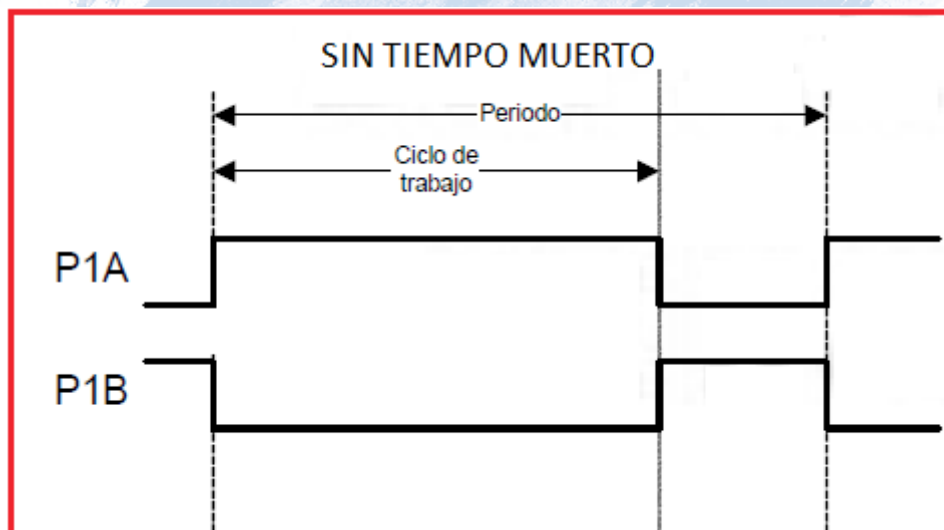 SIN TIEMPO MUERTO
Periodo
Ciclo de
trabajo
P1A
P1B